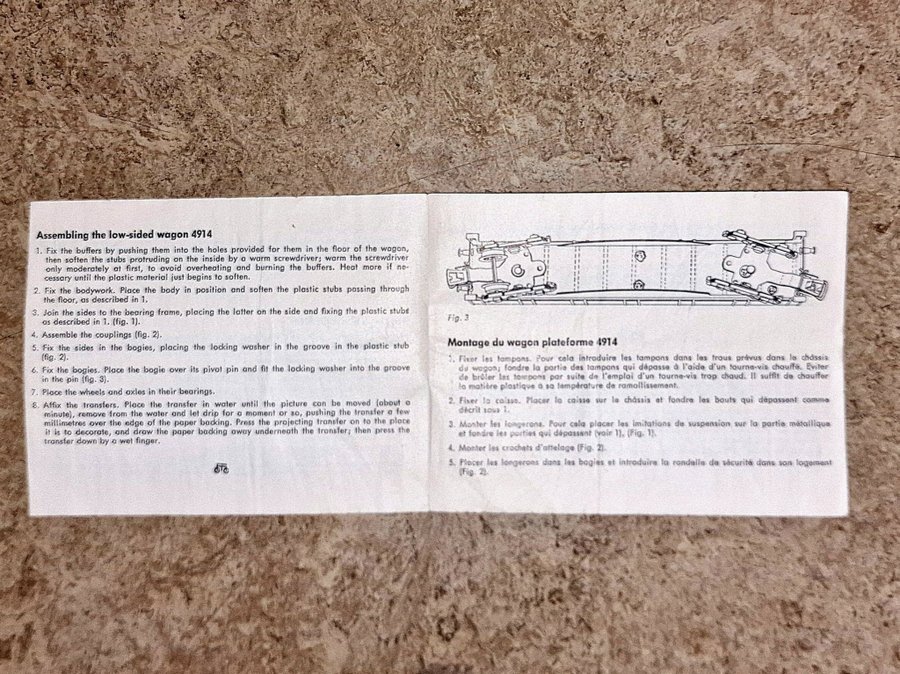 Assembling the low-sided wagon 4914
1. Fix the buffers by pushing them into the holes provided for them in the floor of the wagon,
then soften the stubs protruding on the inside by a warm screwdriver; warm the screwdriver
only moderately at first, to avoid overheating and burning the buffers. Heat more if ne-
cessary until the plastic material just begins to soften.
2. Fix the bodywork. Place the body in position and soften the plastic stubs passing through
the floor, as described in 1.
3. Join the sides to the bearing frame, placing the latter on the side and fixing the plastic stubs
as described in 1. (fig. 1).
4. Assemble the couplings (fig. 2).
5. Fix the sides in the bogies, placing the locking washer in the groove in the plastic stub
(fig. 2).
6. Fix the bogies. Place the bogie over its pivot pin and fit the locking washer into the groove
in the pin (fig. 3).
7. Place the wheels and axles in their bearings.
8. Affix the transfers. Place the transfer in water until the picture can be moved (about a
minute), remove from the water and let drip for a moment or so, pushing the transfer a few
millimetres over the edge of the paper backing. Press the projecting transfer on to the place
it is to decorate, and draw the paper backing away underneath the transfer; then press the
transfer down by a wet finger.
Fig. 3
Montage du wagon plateforme 4914
1. Fixer les tampons. Pour cela introduire les tampons dans les trous prévus dans le châssis
du wagon; fondre la partie des tampons qui dépasse à l'aide d'un tourne-vis chauffé. Eviter
de brûler les tampons par suite de l'emploi d'un tourne-vis trop chaud. Il suffit de chauffer
la matière plastique à sa température de ramollissement.
2. Fixer la caisse. Placer la caisse sur le châssis et fondre les bouts qui dépassent comme
décrit sous 1.
3. Monter les longerons. Pour cela placer les imitations de suspension sur la partie métallique
et fondre les parties qui dépassent (voir 1), (Fig. 1).
4. Monter les crochets d'attelage (Fig. 2).
5. Placer les longerons dans les bogies et introduire la rondelle de sécurité dans son logement
(Fig. 2).